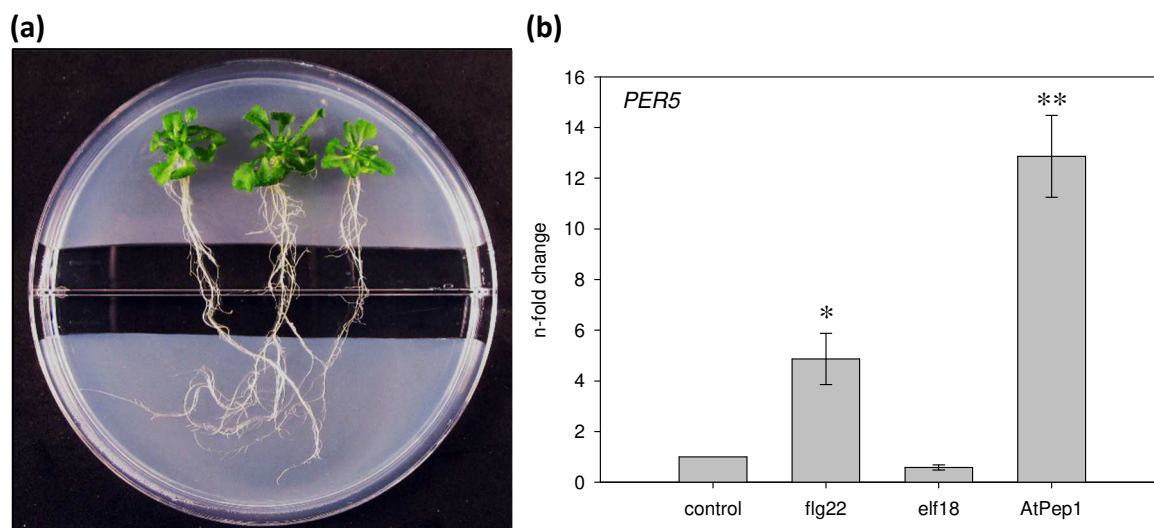 (a)
(b)
16
14
12
10
8
6
4
2
0
n-fold change
PER5
*
**
control flg22 elf18 AtPep1